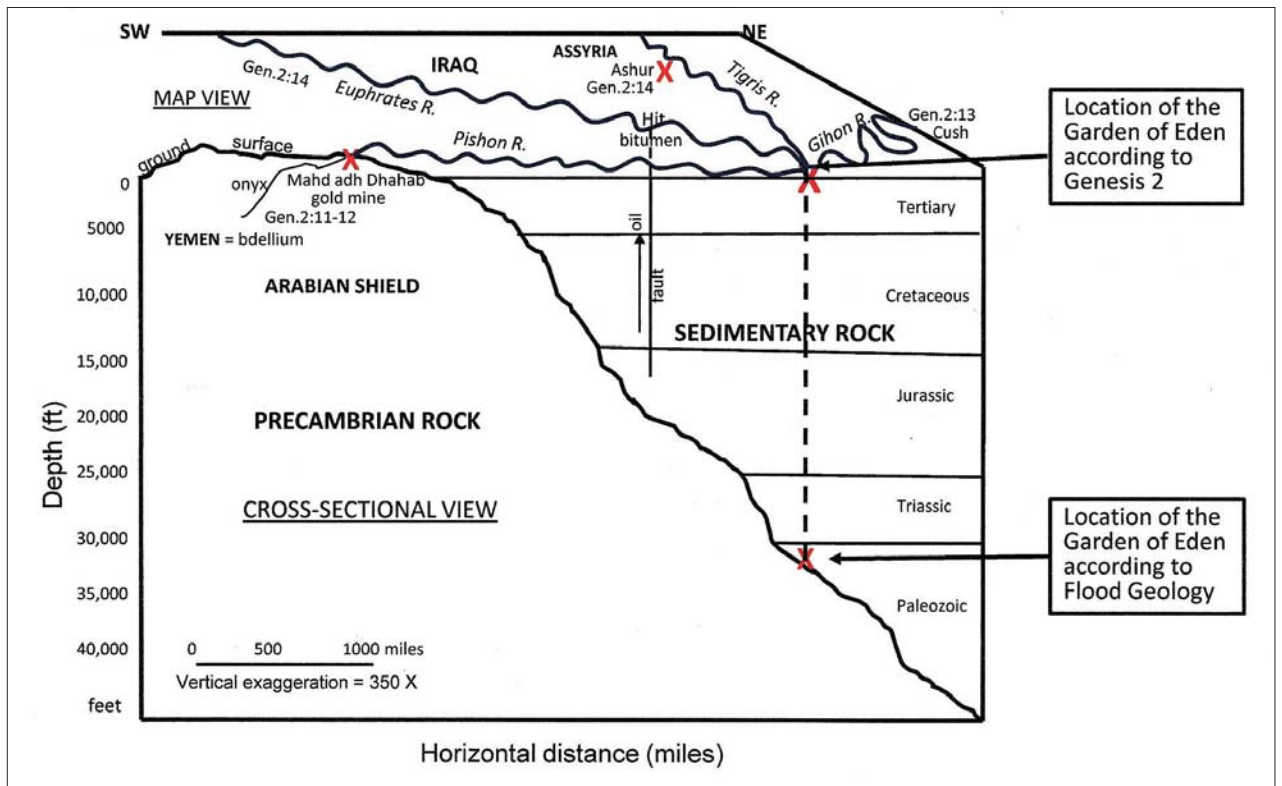 SW
NE
IRAQ
ASSYRIA
Ashur
Gen.2:14
Tigris R.
Gen.2:14
Euphrates R.
MAP VIEW
Hit
bitumen
Gihon R.
Gen.2:13
Cush
Location of the
Garden of Eden
according to
Genesis 2
ground
surface
Pishon R.
onyx
Mahd adh Dhahab
gold mine
Gen.2:11-12
YEMEN = bdellium
ARABIAN SHIELD
oil
fault
Tertiary
Cretaceous
SEDIMENTARY ROCK
Jurassic
PRECAMBRIAN ROCK
CROSS-SECTIONAL VIEW
Triassic
Paleozoic
Location of the
Garden of Eden
according to
Flood Geology
Depth (ft)
0
5000
10,000
15,000
20,000
25,000
30,000
35,000
40,000
feet
0 500 1000 miles
Vertical exaggeration = 350 X
Horizontal distance (miles)